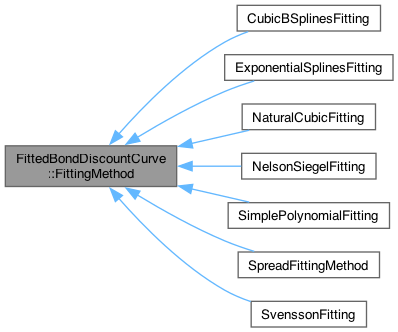 CubicBSplinesFitting
ExponentialSplinesFitting
NaturalCubicFitting
FittedBondDiscountCurve
::FittingMethod
NelsonSiegelFitting
SimplePolynomialFitting
SpreadFittingMethod
SvenssonFitting